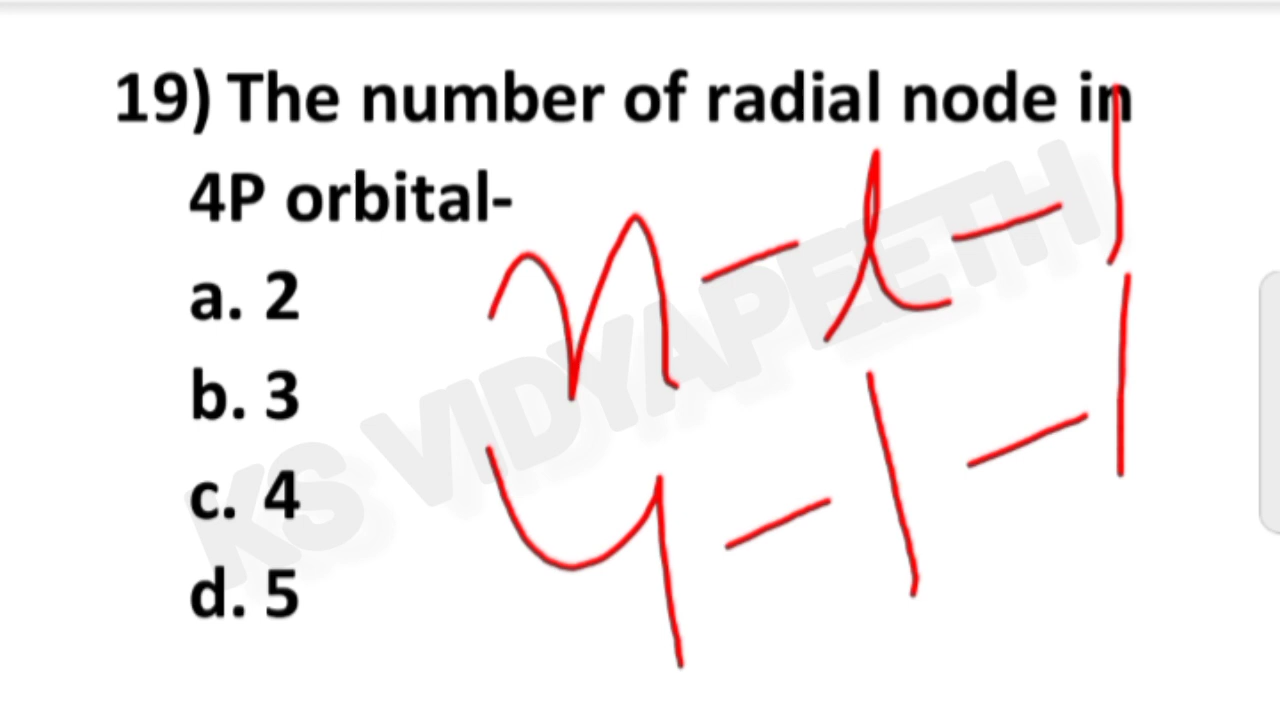 19) The number of radial node in
4P orbital-
a. 2
b. 3
c. 4
d. 5
n - l - 1
4 - 1 - 1
KS VIDYAPEETH